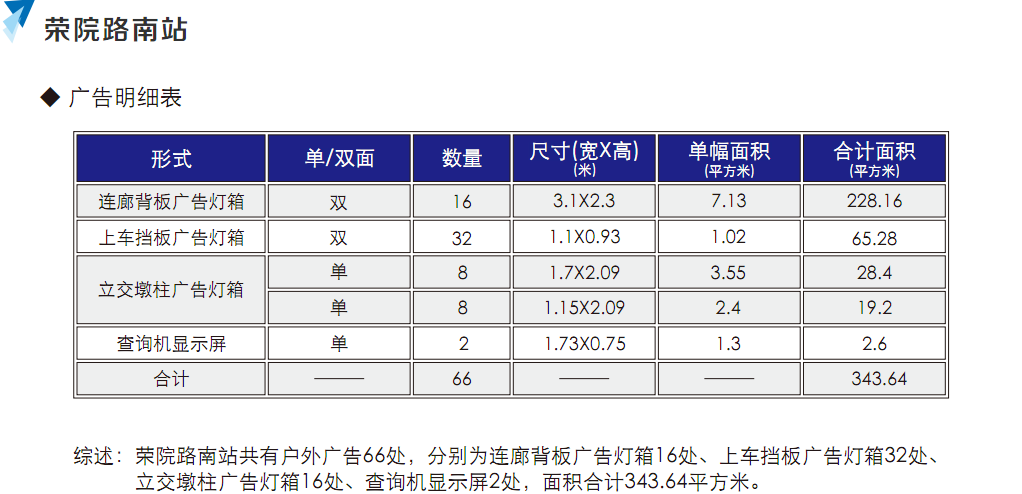 荣院路南站
◆ 广告明细表
形式 单/双面 数量 尺寸(宽X高)(米) 单幅面积(平方米) 合计面积(平方米)
连廊背板广告灯箱 双 16 3.1X2.3 7.13 228.16
上车挡板广告灯箱 双 32 1.1X0.93 1.02 65.28
立交墩柱广告灯箱 单 8 1.7X2.09 3.55 28.4
单 8 1.15X2.09 2.4 19.2
查询机显示屏 单 2 1.73X0.75 1.3 2.6
合计 —— 66 —— —— 343.64
综述：荣院路南站共有户外广告66处，分别为连廊背板广告灯箱16处、上车挡板广告灯箱32处、
立交墩柱广告灯箱16处、查询机显示屏2处，面积合计343.64平方米。